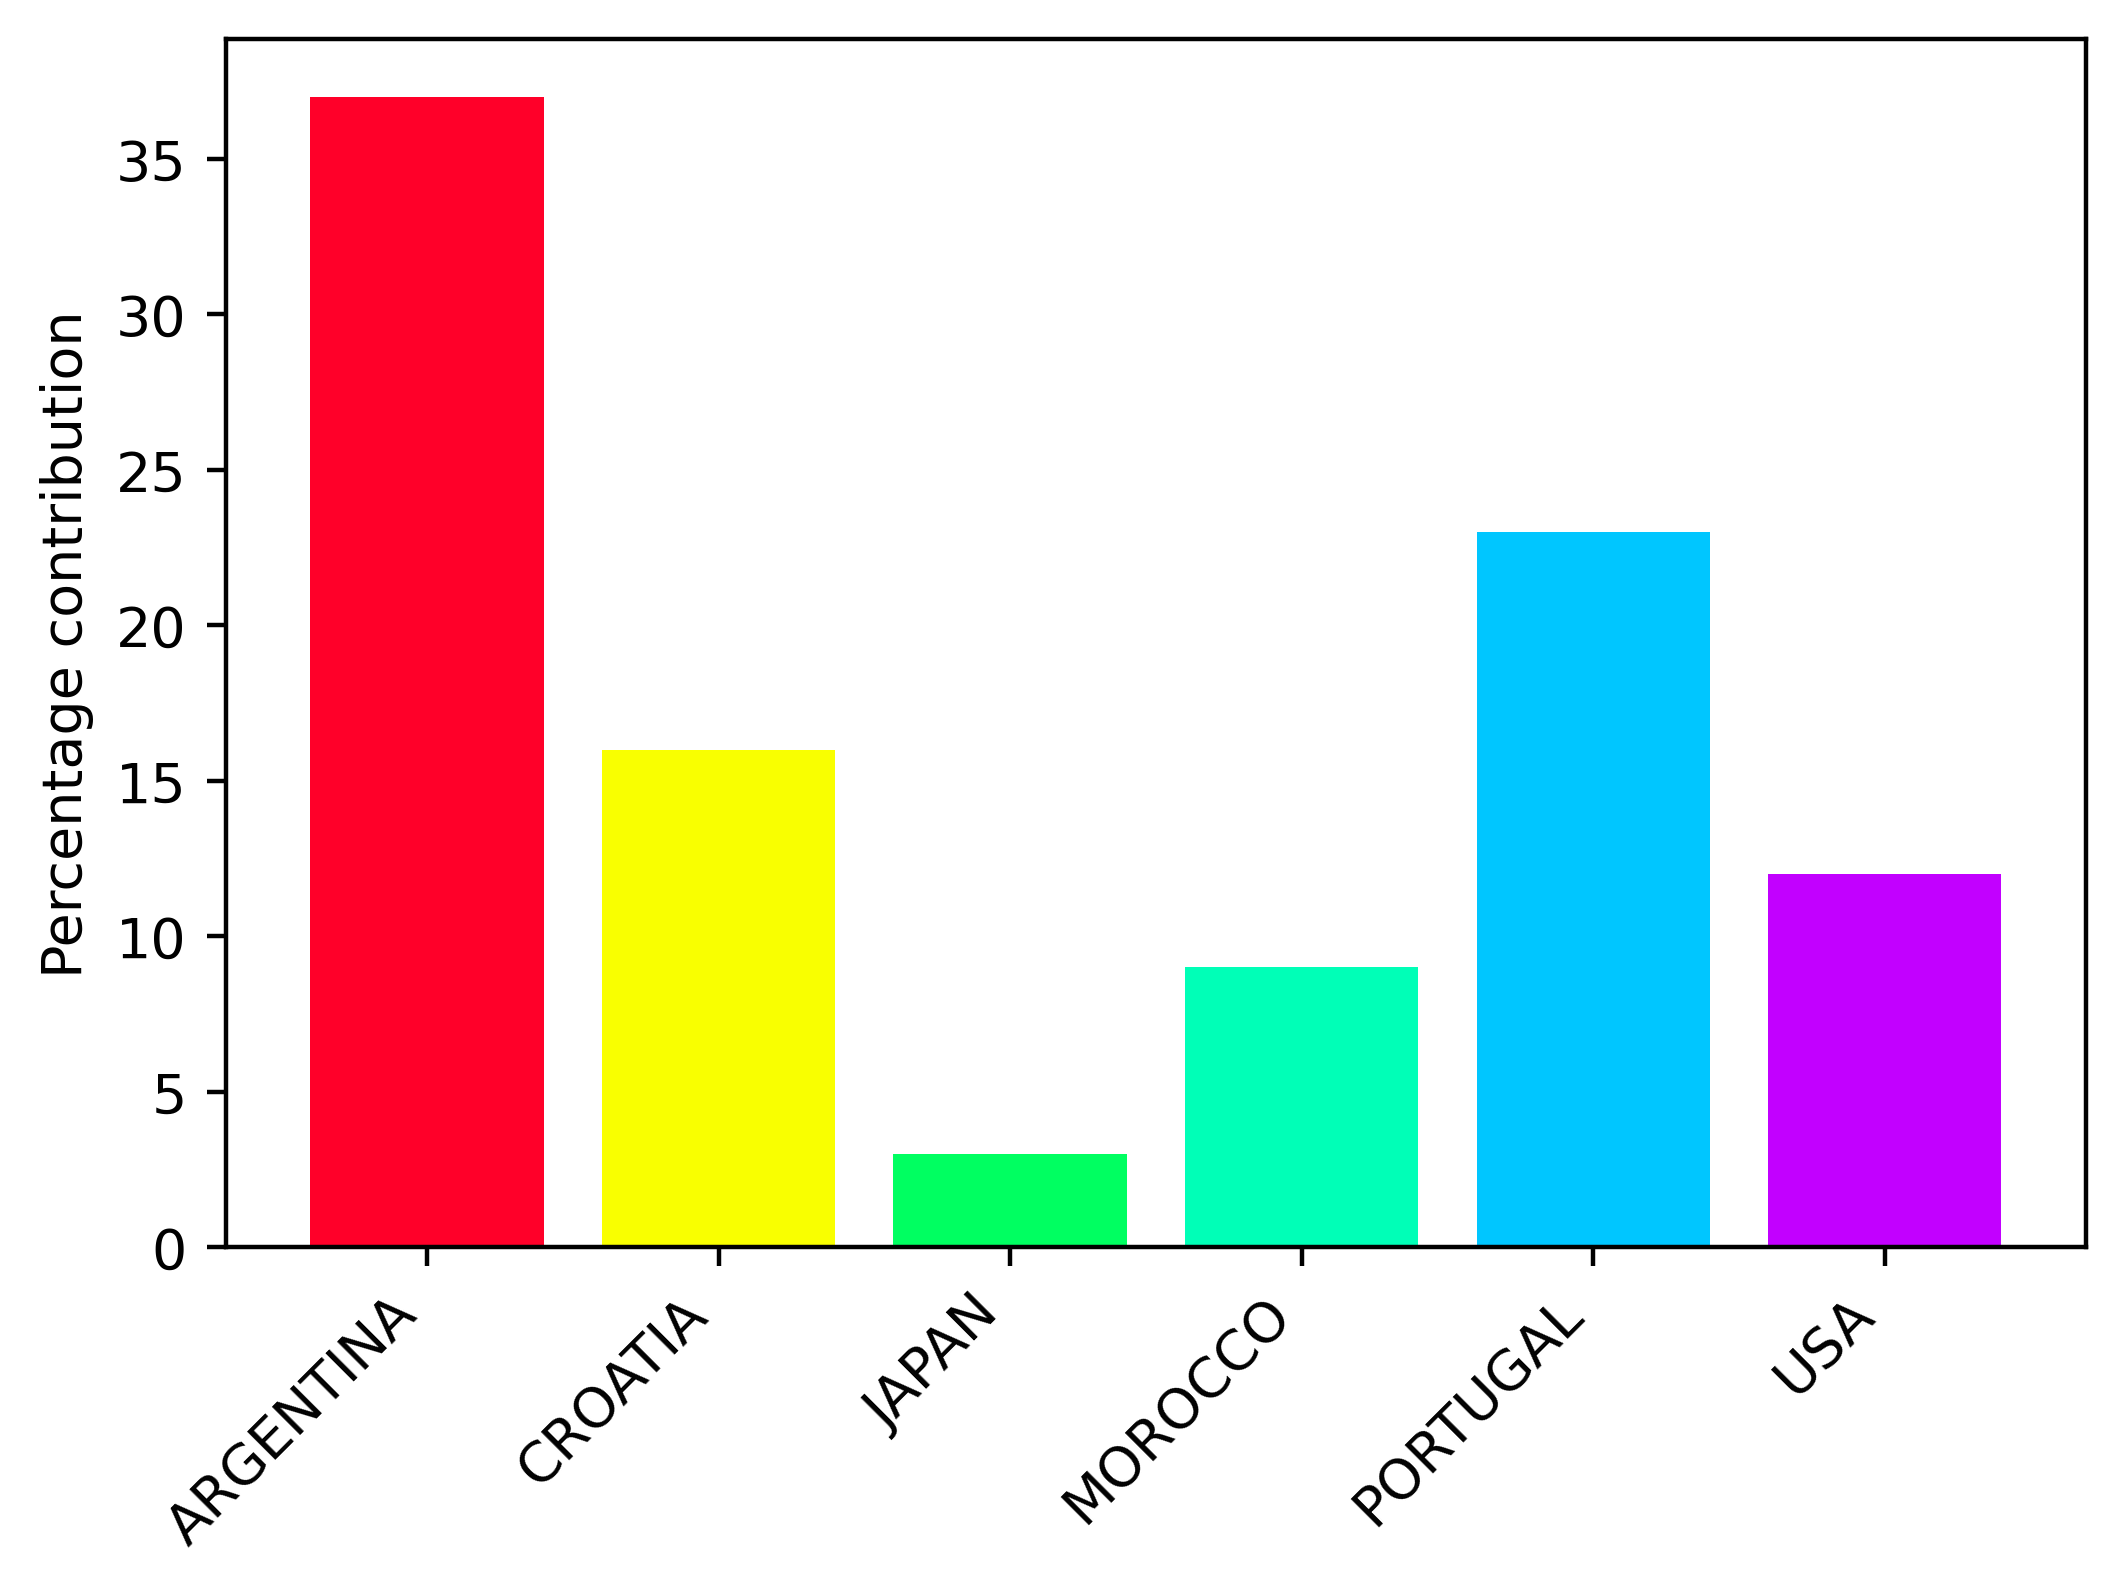 Percentage contribution
35
30
25
20
15
10
5
0
ARGENTINA
CROATIA
JAPAN
MOROCCO
PORTUGAL
USA